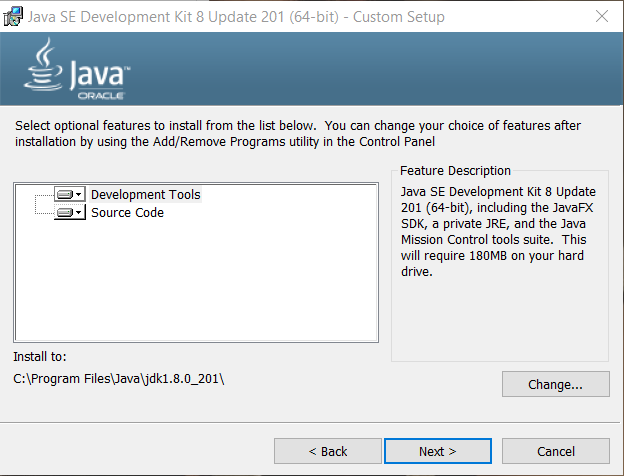 Java SE Development Kit 8 Update 201 (64-bit) - Custom Setup
Java™
ORACLE
Select optional features to install from the list below.  You can change your choice of features after
installation by using the Add/Remove Programs utility in the Control Panel
Development Tools
Source Code
Feature Description
Java SE Development Kit 8 Update
201 (64-bit), including the JavaFX
SDK, a private JRE, and the Java
Mission Control tools suite.  This
will require 180MB on your hard
drive.
Install to:
C:\Program Files\Java\jdk1.8.0_201\
Change...
< Back
Next >
Cancel